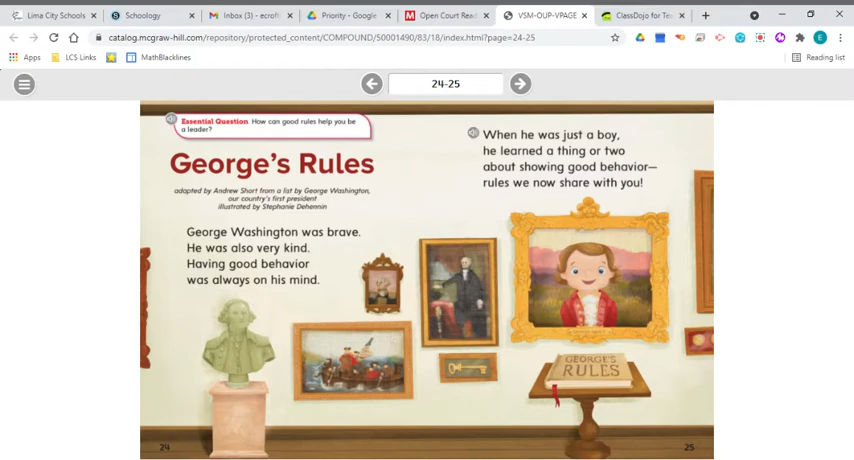 Lima City Schools
Schoology
Inbox (3) - ecroft
Priority - Google
Open Court Read
VSM-OUP-VPAGE
ClassDojo for Tea
catalog.mcgraw-hill.com/repository/protected_content/COMPOUND/50001490/83/18/index.html?page=24-25
E
Apps
LCS Links
MathBlacklines
Reading list
24-25
Essential Question How can good rules help you be
a leader?
George's Rules
adapted by Andrew Short from a list by George Washington,
our country's first president
illustrated by Stephanie Dehennin
George Washington was brave.
He was also very kind.
Having good behavior
was always on his mind.
When he was just a boy,
he learned a thing or two
about showing good behavior—
rules we now share with you!
GEORGE'S
RULES
24
25